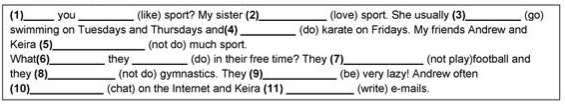 (1)_____ you _________(like) sport? My sister (2)_________ (love) sport. She usually (3)_________ (go)
swimming on Tuesdays and Thursdays and(4) _________ (do) karate on Fridays. My friends Andrew and
Keira (5)_______________ (not do) much sport.
What(6)_________ they _________(do) in their free time? They (7)_____________ (not play)football and
they (8)___________ (not do) gymnastics. They (9)_________ (be) very lazy! Andrew often
(10)___________ (chat) on the Internet and Keira (11) ___________ (write) e-mails.